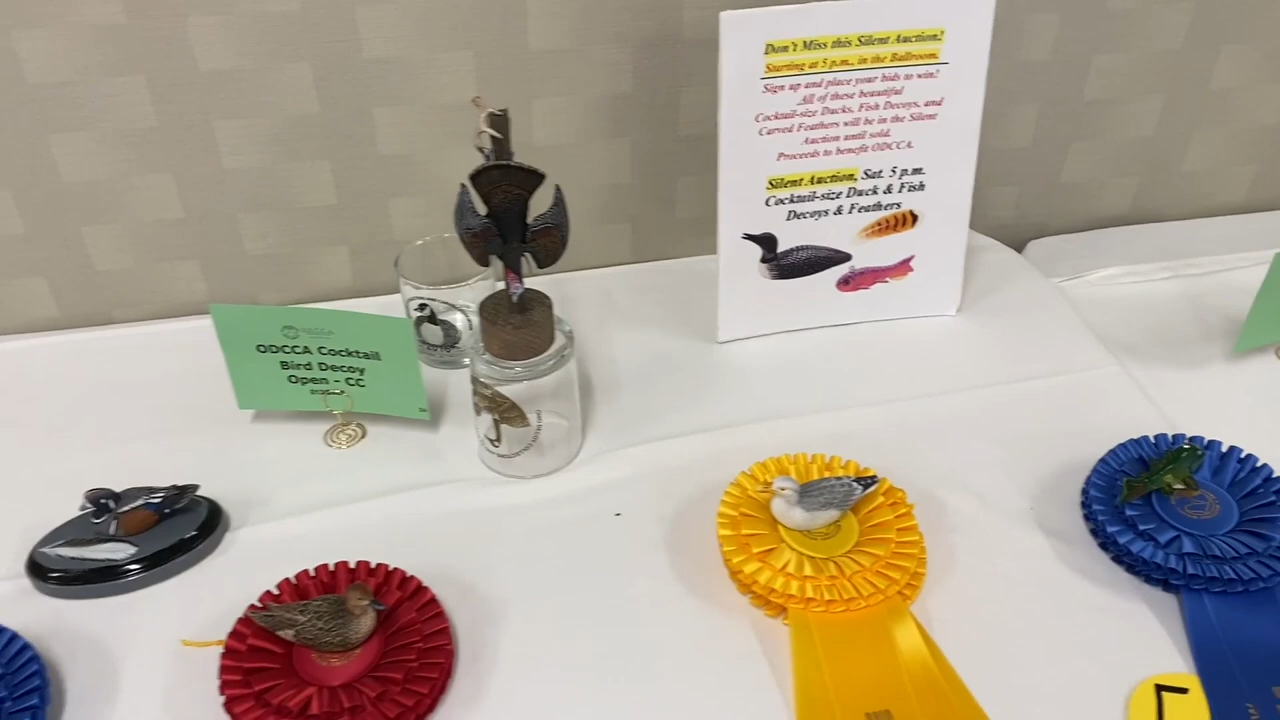 Don't Miss this Silent Auction!
Starting at 5 p.m., in the Ballroom.
Sign up and place your bids to win!
All of these beautiful
Cocktail-size Ducks, Fish Decoys, and
Carved Feathers will be in the Silent
Auction until sold.
Proceeds to benefit ODCCA.
Silent Auction, Sat. 5 p.m.
Cocktail-size Duck & Fish
Decoys & Feathers
ODCCA
ODCCA Cocktail
Bird Decoy
Open - CC